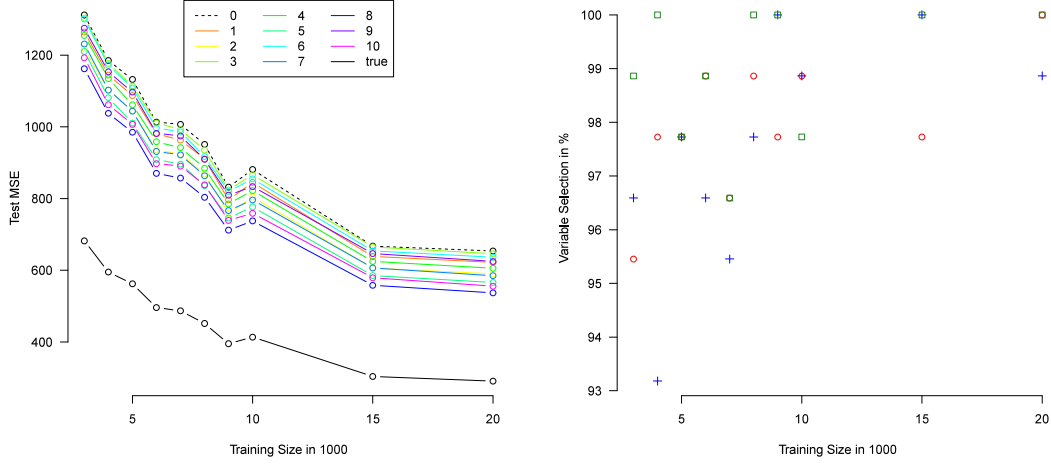 0 4 8
1 5 9
2 6 10
3 7 true
Test MSE
1200
1000
800
600
400
5 10 15 20
Training Size in 1000
Variable Selection in %
100
99
98
97
96
95
94
93
5 10 15 20
Training Size in 1000